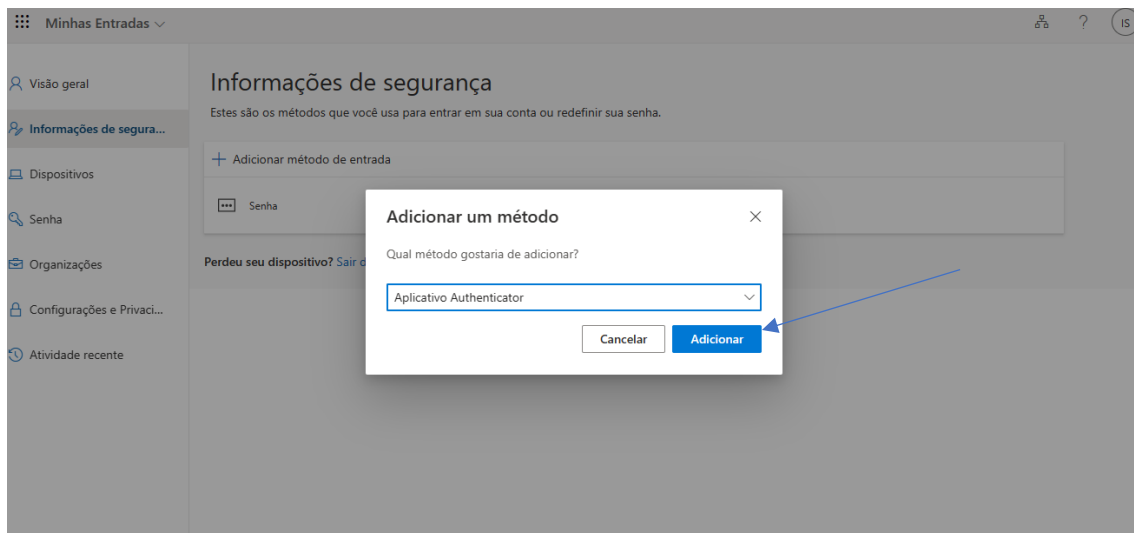 Minhas Entradas
?
IS
Visão geral
Informações de segura...
Dispositivos
Senha
Organizações
Configurações e Privaci...
Atividade recente
Informações de segurança
Estes são os métodos que você usa para entrar em sua conta ou redefinir sua senha.
+ Adicionar método de entrada
Senha
Perdeu seu dispositivo? Sair d
Adicionar um método
Qual método gostaria de adicionar?
Aplicativo Authenticator
Cancelar
Adicionar